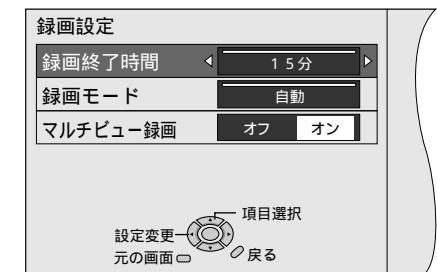 録画設定
録画終了時間 15分
録画モード 自動
マルチビュー録画 オフ オン
項目選択
設定変更
元の画面 戻る